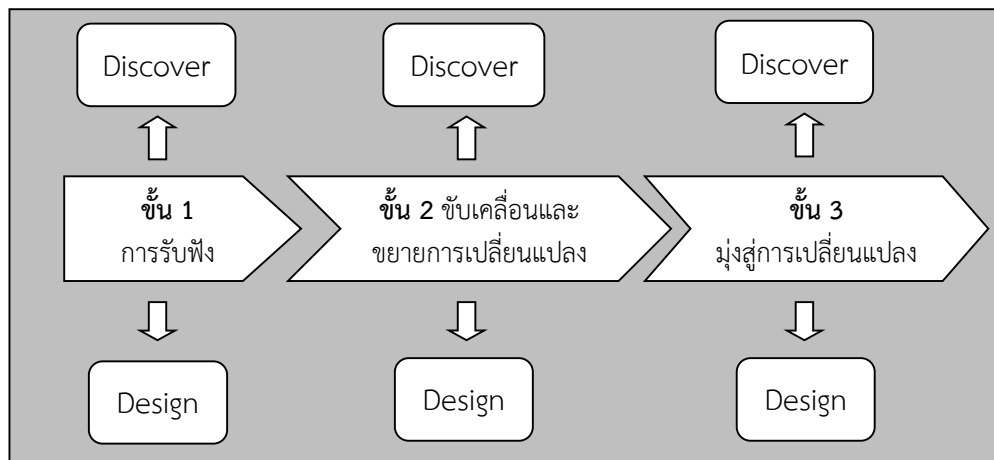 Discover
Discover
Discover
ขั้น 1
การรับฟัง
ขั้น 2 ขับเคลื่อนและ
ขยายการเปลี่ยนแปลง
ขั้น 3
มุ่งสู่การเปลี่ยนแปลง
Design
Design
Design